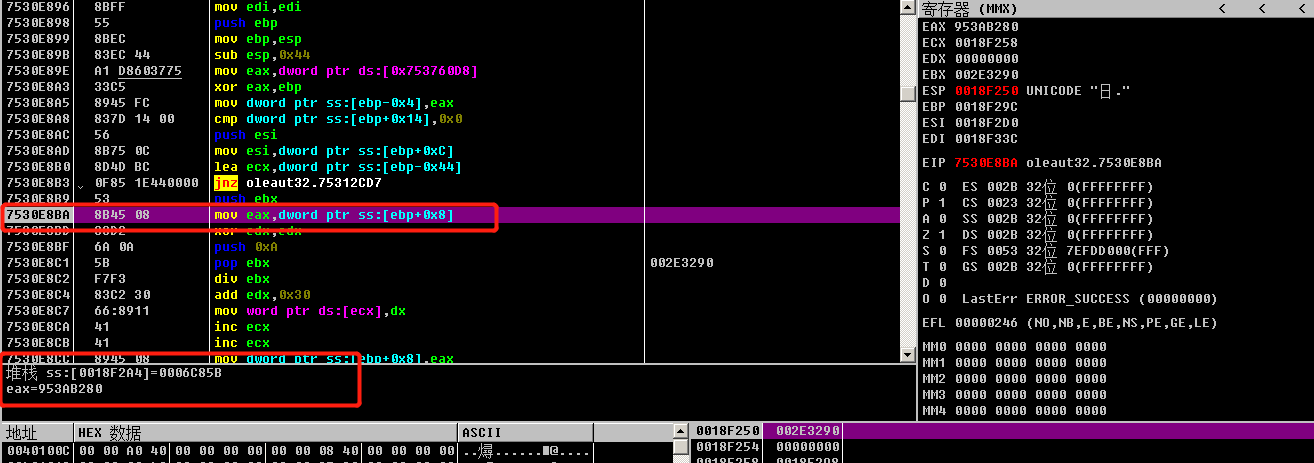 7530E896 8BFF mov edi,edi
7530E898 55 push ebp
7530E899 8BEC mov ebp,esp
7530E89B 83EC 44 sub esp,0x44
7530E89E A1 D8603775 mov eax,dword ptr ds:[0x753760D8]
7530E8A3 33C5 xor eax,ebp
7530E8A5 8945 FC mov dword ptr ss:[ebp-0x4],eax
7530E8A8 837D 14 00 cmp dword ptr ss:[ebp+0x14],0x0
7530E8AC 56 push esi
7530E8AD 8B75 0C mov esi,dword ptr ss:[ebp+0xC]
7530E8B0 8D4D BC lea ecx,dword ptr ss:[ebp-0x44]
7530E8B3 0F85 1E440000 jnz oleaut32.75312CD7
7530E8B9 53 push ebx
7530E8BA 8B45 08 mov eax,dword ptr ss:[ebp+0x8]
7530E8BD 33D2 xor edx,edx
7530E8BF 6A 0A push 0xA
7530E8C1 5B pop ebx 002E3290
7530E8C2 F7F3 div ebx
7530E8C4 83C2 30 add edx,0x30
7530E8C7 66:8911 mov word ptr ds:[ecx],dx
7530E8CA 41 inc ecx
7530E8CB 41 inc ecx
7530E8CC 8945 08 mov dword ptr ss:[ebp+0x8],eax
堆栈 ss:[0018F2A4]=0006C85B
eax=953AB280
寄存器 (MMX) < < <
EAX 953AB280
ECX 0018F258
EDX 00000000
EBX 002E3290
ESP 0018F250 UNICODE "日."
EBP 0018F29C
ESI 0018F2D0
EDI 0018F33C
EIP 7530E8BA oleaut32.7530E8BA
C 0 ES 002B 32位 0(FFFFFFFF)
P 1 CS 0023 32位 0(FFFFFFFF)
A 0 SS 002B 32位 0(FFFFFFFF)
Z 1 DS 002B 32位 0(FFFFFFFF)
S 0 FS 0053 32位 7EFDD000(FFF)
T 0 GS 002B 32位 0(FFFFFFFF)
D 0
O 0 LastErr ERROR_SUCCESS (00000000)
EFL 00000246 (NO,NB,E,BE,NS,PE,GE,LE)
MM0 0000 0000 0000 0000
MM1 0000 0000 0000 0000
MM2 0000 0000 0000 0000
MM3 0000 0000 0000 0000
MM4 0000 0000 0000 0000
地址 HEX 数据 ASCII
0040100C 00 00 A0 40 00 00 00 00 00 00 08 40 00 00 00 00
0018F250 002E3290
0018F254 00000000